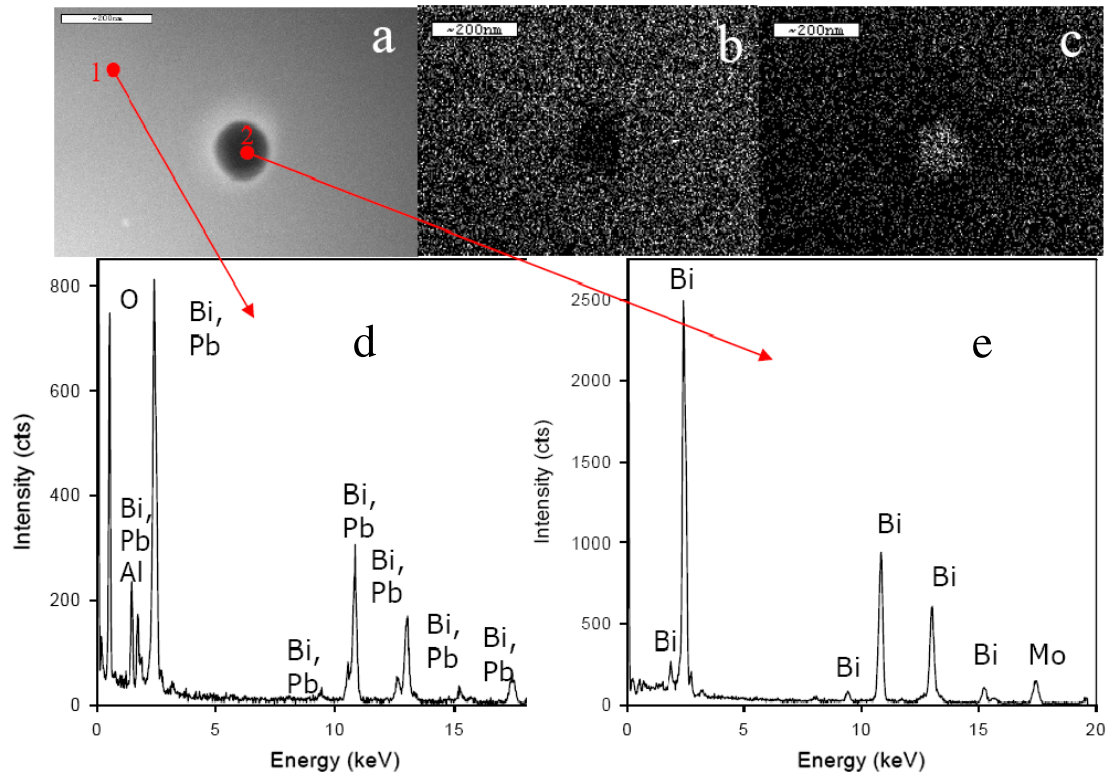 ~200nm
a
~200nm
b
~200nm
c
1
2
800
600
400
200
0
Intensity (cts)
O
Bi,
Pb
d
Bi,
Pb
Al
Bi,
Pb
Bi,
Pb
Bi,
Pb
Bi,
Pb
Bi,
Pb
0
5
10
15
Energy (keV)
2500
2000
1500
1000
500
0
Intensity (cts)
Bi
e
Bi
Bi
Bi
Bi
Bi
Mo
0
5
10
15
20
Energy (keV)